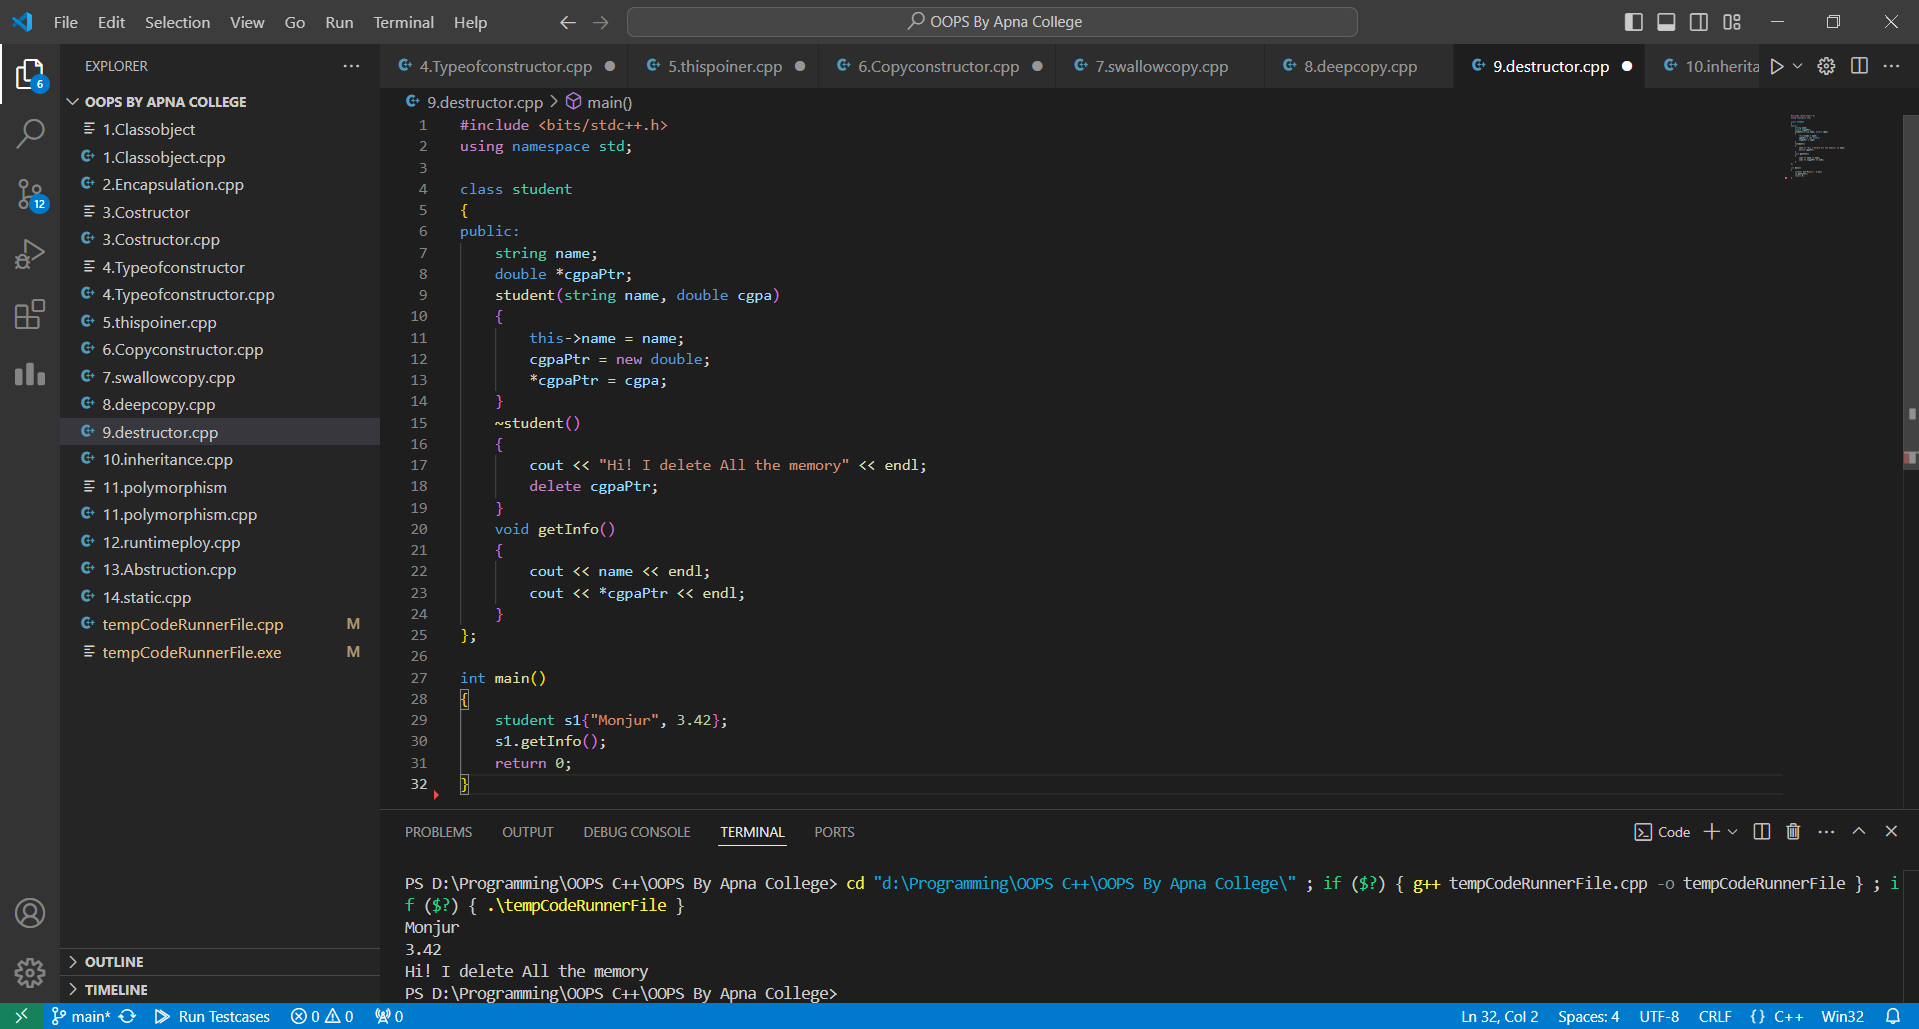 File Edit Selection View Go Run Terminal Help
OOPS By Apna College
6
12
EXPLORER
OOPS BY APNA COLLEGE
1.Classobject
1.Classobject.cpp
2.Encapsulation.cpp
3.Costructor
3.Costructor.cpp
4.Typeofconstructor
4.Typeofconstructor.cpp
5.thispoiner.cpp
6.Copyconstructor.cpp
7.swallowcopy.cpp
8.deepcopy.cpp
9.destructor.cpp
10.inheritance.cpp
11.polymorphism
11.polymorphism.cpp
12.runtimeploy.cpp
13.Abstruction.cpp
14.static.cpp
tempCodeRunnerFile.cpp M
tempCodeRunnerFile.exe M
OUTLINE
TIMELINE
4.Typeofconstructor.cpp 5.thispoiner.cpp 6.Copyconstructor.cpp 7.swallowcopy.cpp 8.deepcopy.cpp 9.destructor.cpp 10.inherita
9.destructor.cpp > main()
1 #include <bits/stdc++.h>
2 using namespace std;
3
4 class student
5 {
6 public:
7 string name;
8 double *cgpaPtr;
9 student(string name, double cgpa)
10 {
11 this->name = name;
12 cgpaPtr = new double;
13 *cgpaPtr = cgpa;
14 }
15 ~student()
16 {
17 cout << "Hi! I delete All the memory" << endl;
18 delete cgpaPtr;
19 }
20 void getInfo()
21 {
22 cout << name << endl;
23 cout << *cgpaPtr << endl;
24 }
25 };
26
27 int main()
28 {
29 student s1{"Monjur", 3.42};
30 s1.getInfo();
31 return 0;
32 }
PROBLEMS OUTPUT DEBUG CONSOLE TERMINAL PORTS
Code
PS D:\Programming\OOPS C++\OOPS By Apna College> cd "d:\Programming\OOPS C++\OOPS By Apna College\" ; if ($?) { g++ tempCodeRunnerFile.cpp -o tempCodeRunnerFile } ; i
f ($?) { .\tempCodeRunnerFile }
Monjur
3.42
Hi! I delete All the memory
PS D:\Programming\OOPS C++\OOPS By Apna College>
main* Run Testcases 0 0 0
Ln 32, Col 2 Spaces: 4 UTF-8 CRLF {} C++ Win32